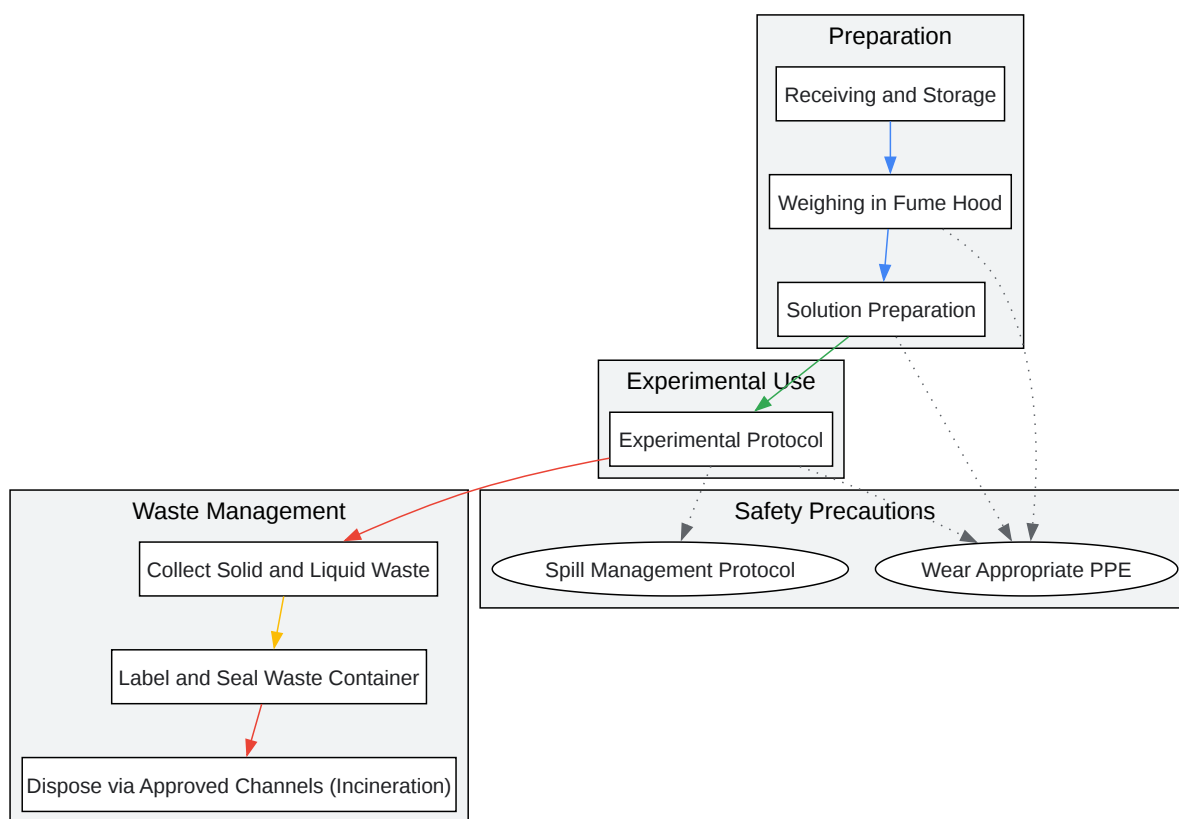 Preparation
Receiving and Storage
Weighing in Fume Hood
Solution Preparation
Experimental Use
Experimental Protocol
Waste Management
Collect Solid and Liquid Waste
Label and Seal Waste Container
Dispose via Approved Channels (Incineration)
Safety Precautions
Spill Management Protocol
Wear Appropriate PPE